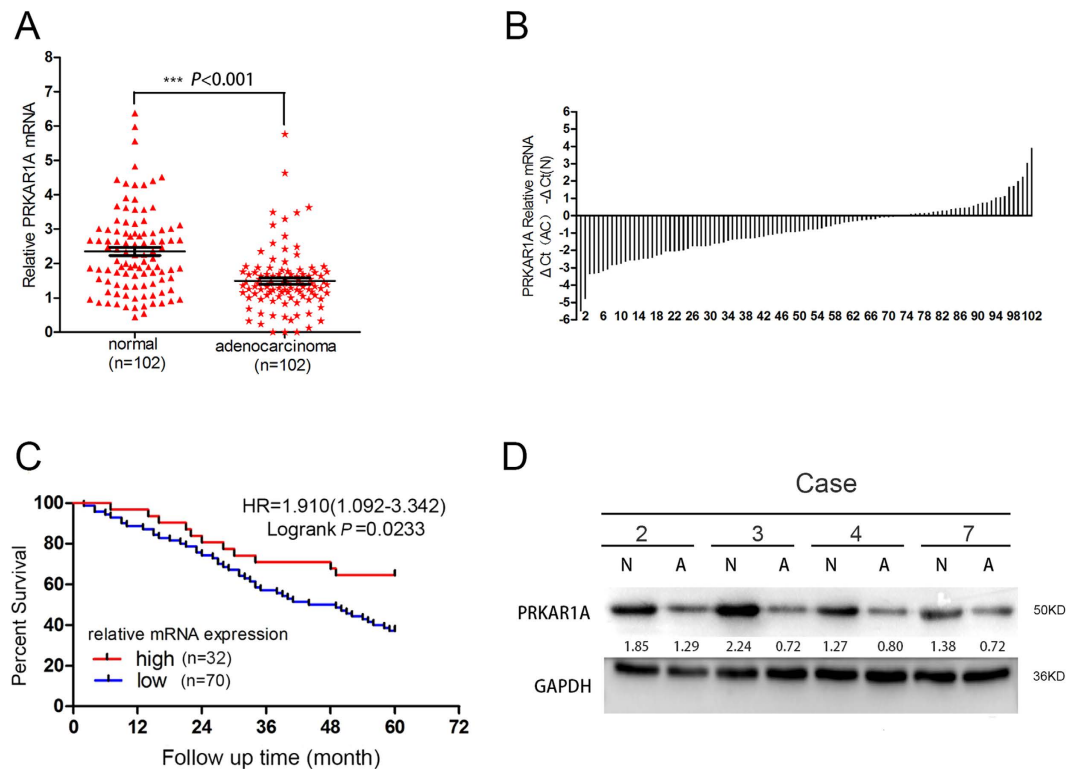 A
8
7
6
5
4
3
2
1
0
Relative PRKAR1A mRNA
*** P<0.001
normal
(n=102)
adenocarcinoma
(n=102)
B
PRKAR1A Relative mRNA
ΔCt (AC) -ΔCt(N)
6
5
4
3
2
1
0
-1
-2
-3
-4
-5
-6
2 6 10 14 18 22 26 30 34 38 42 46 50 54 58 62 66 70 74 78 82 86 90 94 98 102
C
Percent Survival
100
80
60
40
20
0
HR=1.910(1.092-3.342)
Logrank P =0.0233
relative mRNA expression
high (n=32)
low (n=70)
0 12 24 36 48 60 72
Follow up time (month)
D
Case
2 3 4 7
N A N A N A N A
PRKAR1A 50KD
1.85 1.29 2.24 0.72 1.27 0.80 1.38 0.72
GAPDH 36KD